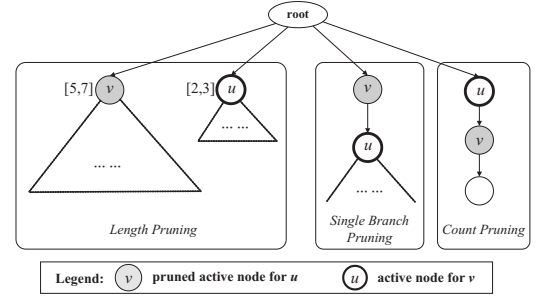 root
[5,7] v [2,3] u v u
... ... u v
... ... ... ...
Length Pruning Single Branch Pruning Count Pruning
Legend: v pruned active node for u u active node for v